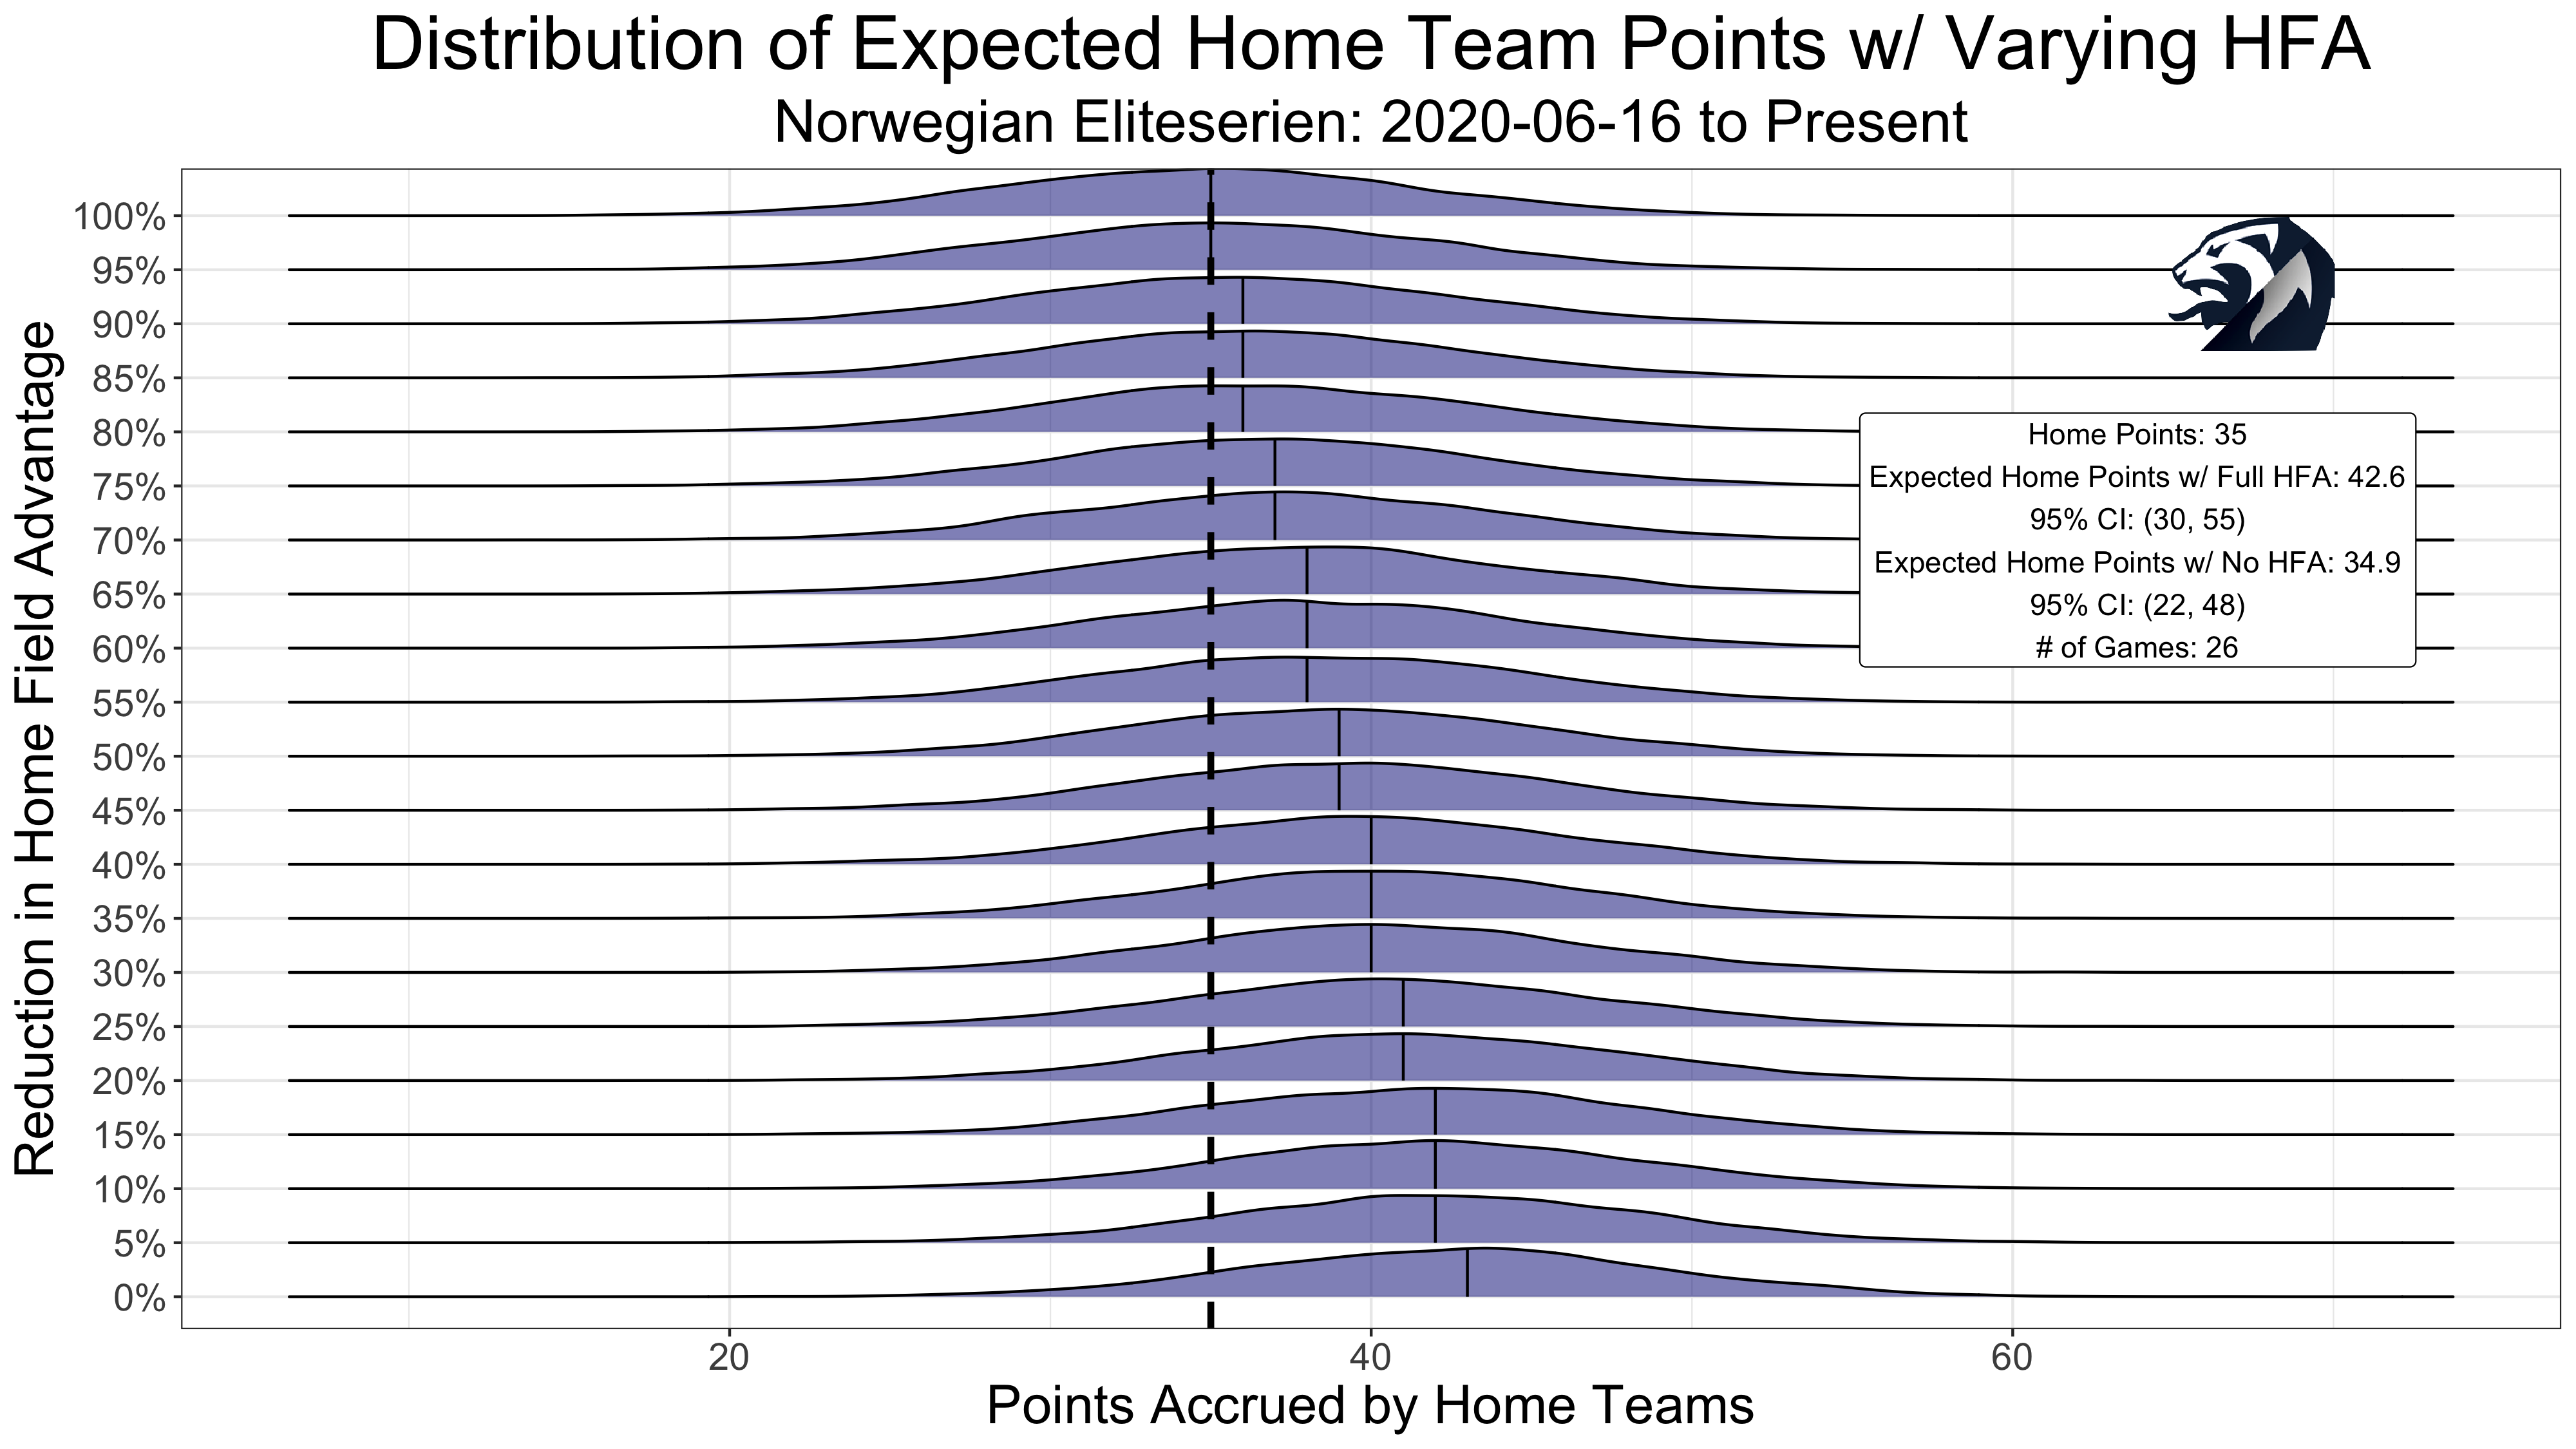 Distribution of Expected Home Team Points w/ Varying HFA
Norwegian Eliteserien: 2020-06-16 to Present
Reduction in Home Field Advantage
100%
95%
90%
85%
80%
75%
70%
65%
60%
55%
50%
45%
40%
35%
30%
25%
20%
15%
10%
5%
0%
Home Points: 35
Expected Home Points w/ Full HFA: 42.6
95% CI: (30, 55)
Expected Home Points w/ No HFA: 34.9
95% CI: (22, 48)
# of Games: 26
20 40 60
Points Accrued by Home Teams